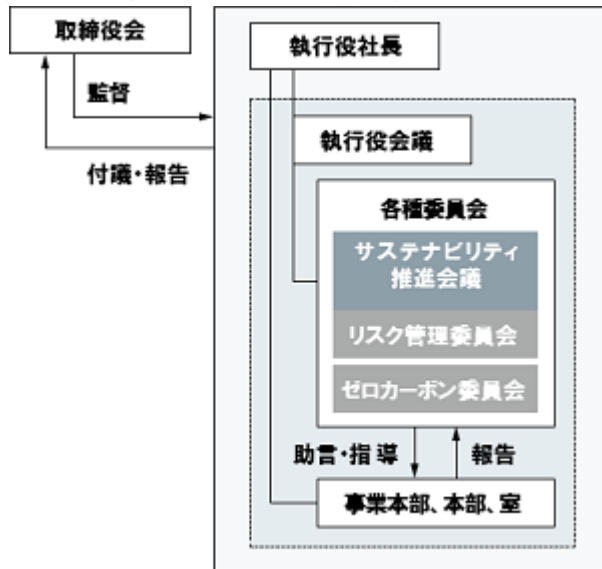 取締役会
執行役社長
監督
執行役会議
付議・報告
各種委員会
サステナビリティ
推進会議
リスク管理委員会
ゼロカーボン委員会
助言・指導
報告
事業本部、本部、室